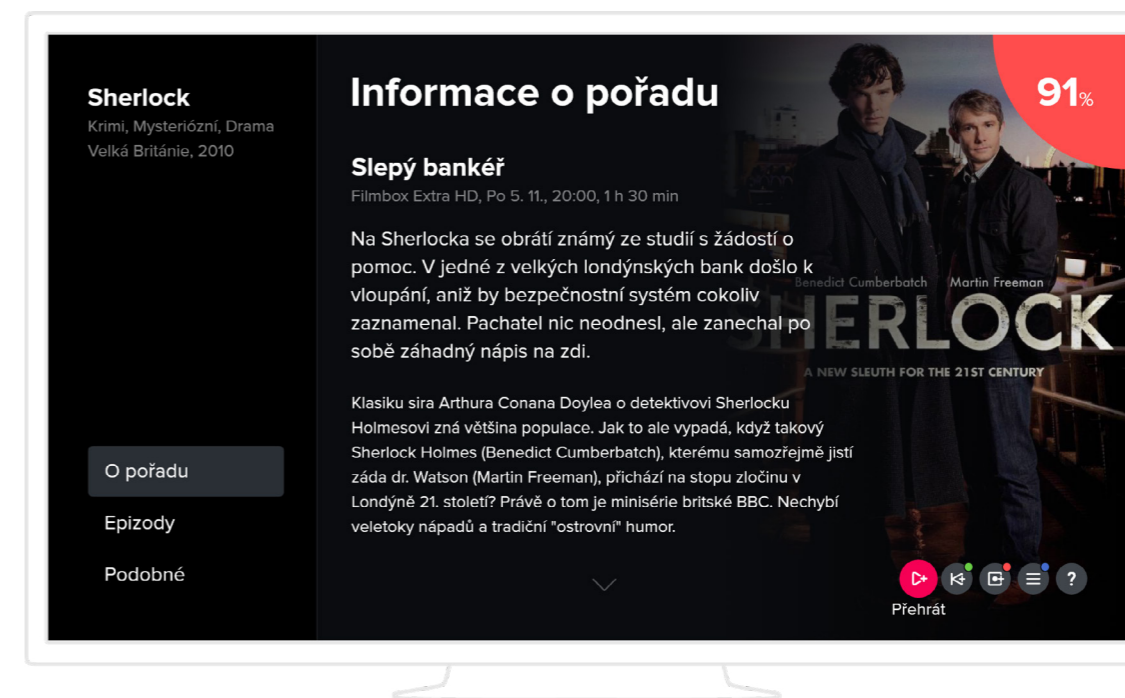 Sherlock
Krimi, Mysteriózní, Drama
Velká Británie, 2010
O pořadu
Epizody
Podobné
Informace o pořadu
91%
Slepý bankéř
Filmbox Extra HD, Po 5. 11., 20:00, 1 h 30 min
Na Sherlocka se obrátí známý ze studií s žádostí o
pomoc. V jedné z velkých londýnských bank došlo k
vloupání, aniž by bezpečnostní systém cokoliv
zaznamenal. Pachatel nic neodnesl, ale zanechal po
sobě záhadný nápis na zdi.
Klasiku sira Arthura Conana Doylea o detektivovi Sherlocku
Holmesovi zná většina populace. Jak to ale vypadá, když takový
Sherlock Holmes (Benedict Cumberbatch), kterému samozřejmě jistí
záda dr. Watson (Martin Freeman), přichází na stopu zločinu v
Londýně 21. století? Právě o tom je minisérie britské BBC. Nechybí
veletoky nápadů a tradiční "ostrovní" humor.
Benedict Cumberbatch Martin Freeman
SHERLOCK
A NEW SLEUTH FOR THE 21ST CENTURY
?
Přehrát